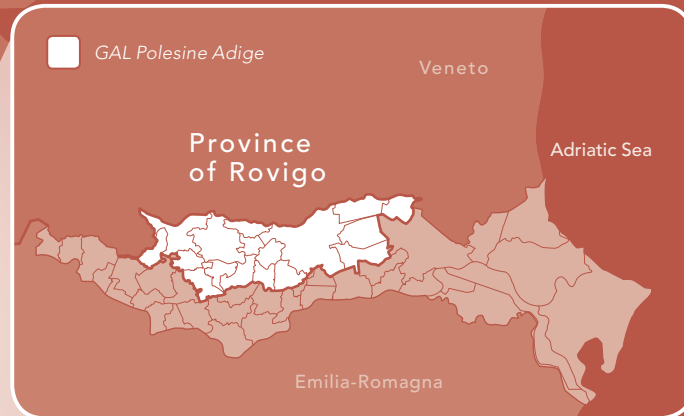 GAL Polesine Adige
Veneto
Province
of Rovigo
Adriatic Sea
Emilia-Romagna